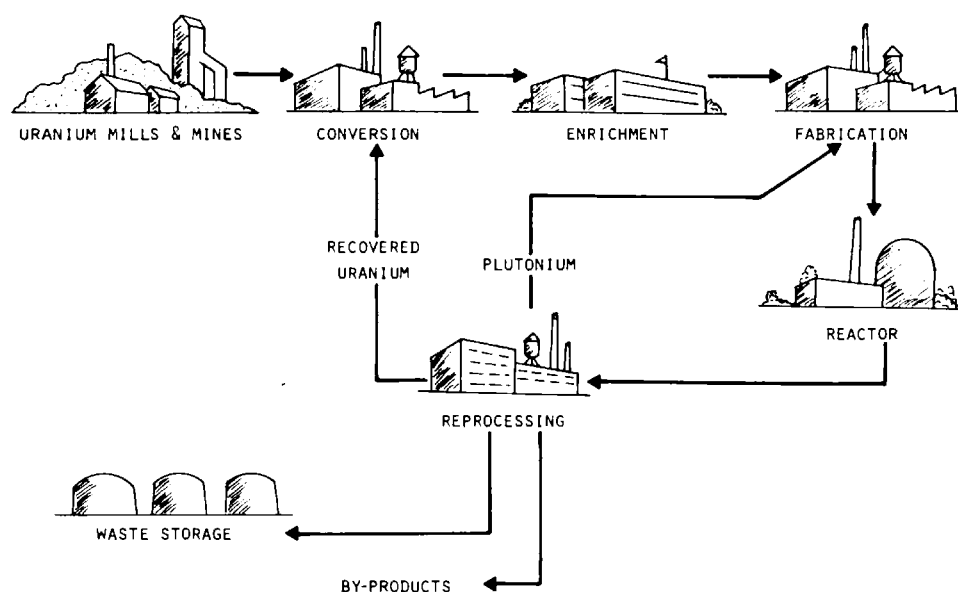 URANIUM MILLS & MINES
CONVERSION
ENRICHMENT
FABRICATION
RECOVERED
URANIUM
PLUTONIUM
REACTOR
REPROCESSING
WASTE STORAGE
BY-PRODUCTS